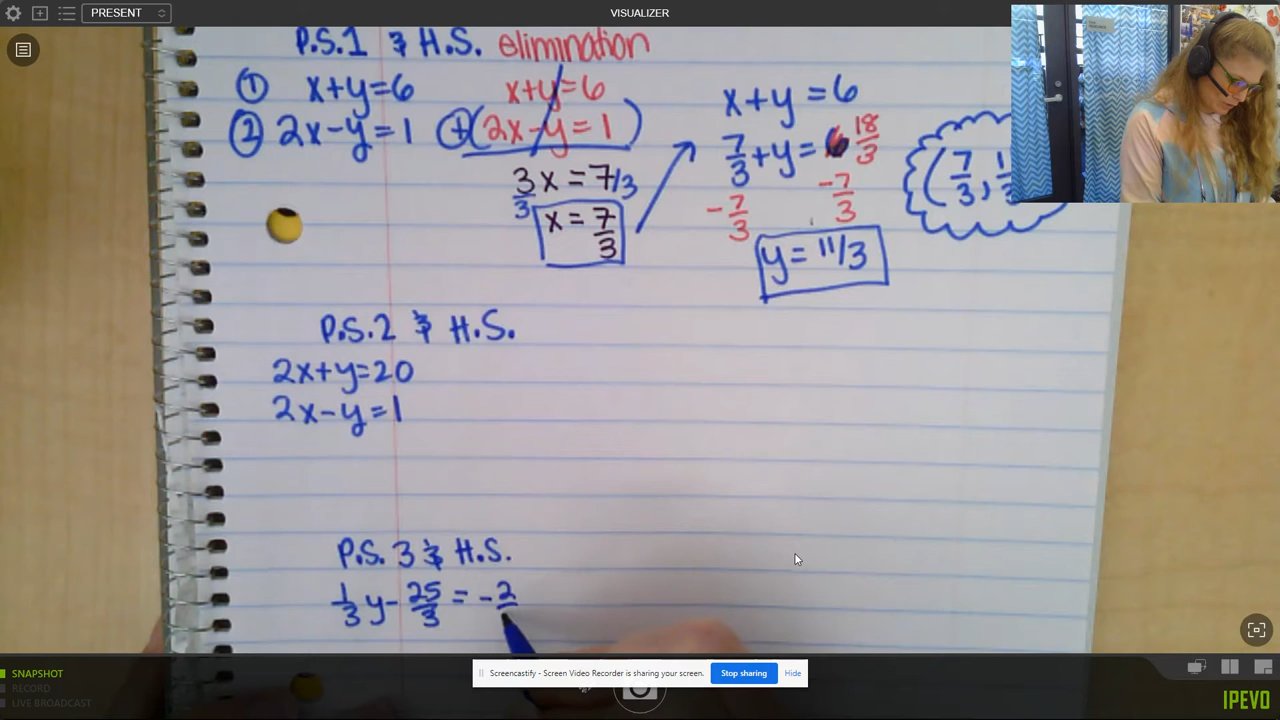 PRESENT
VISUALIZER
P.S.1 & H.S. elimination
① x+y=6
② 2x-y=1
x+y=6
+(2x-y=1)
3x=7/3
3
x=7/3
x+y=6
7/3+y=6 18/3
-7/3 -7/3
y=11/3
(7/3, 1
P.S.2 & H.S.
2x+y=20
2x-y=1
P.S. 3 & H.S.
1/3 y - 25/3 = -2
Screencastify - Screen Video Recorder is sharing your screen. Stop sharing Hide
SNAPSHOT
RECORD
LIVE BROADCAST
IPEVO